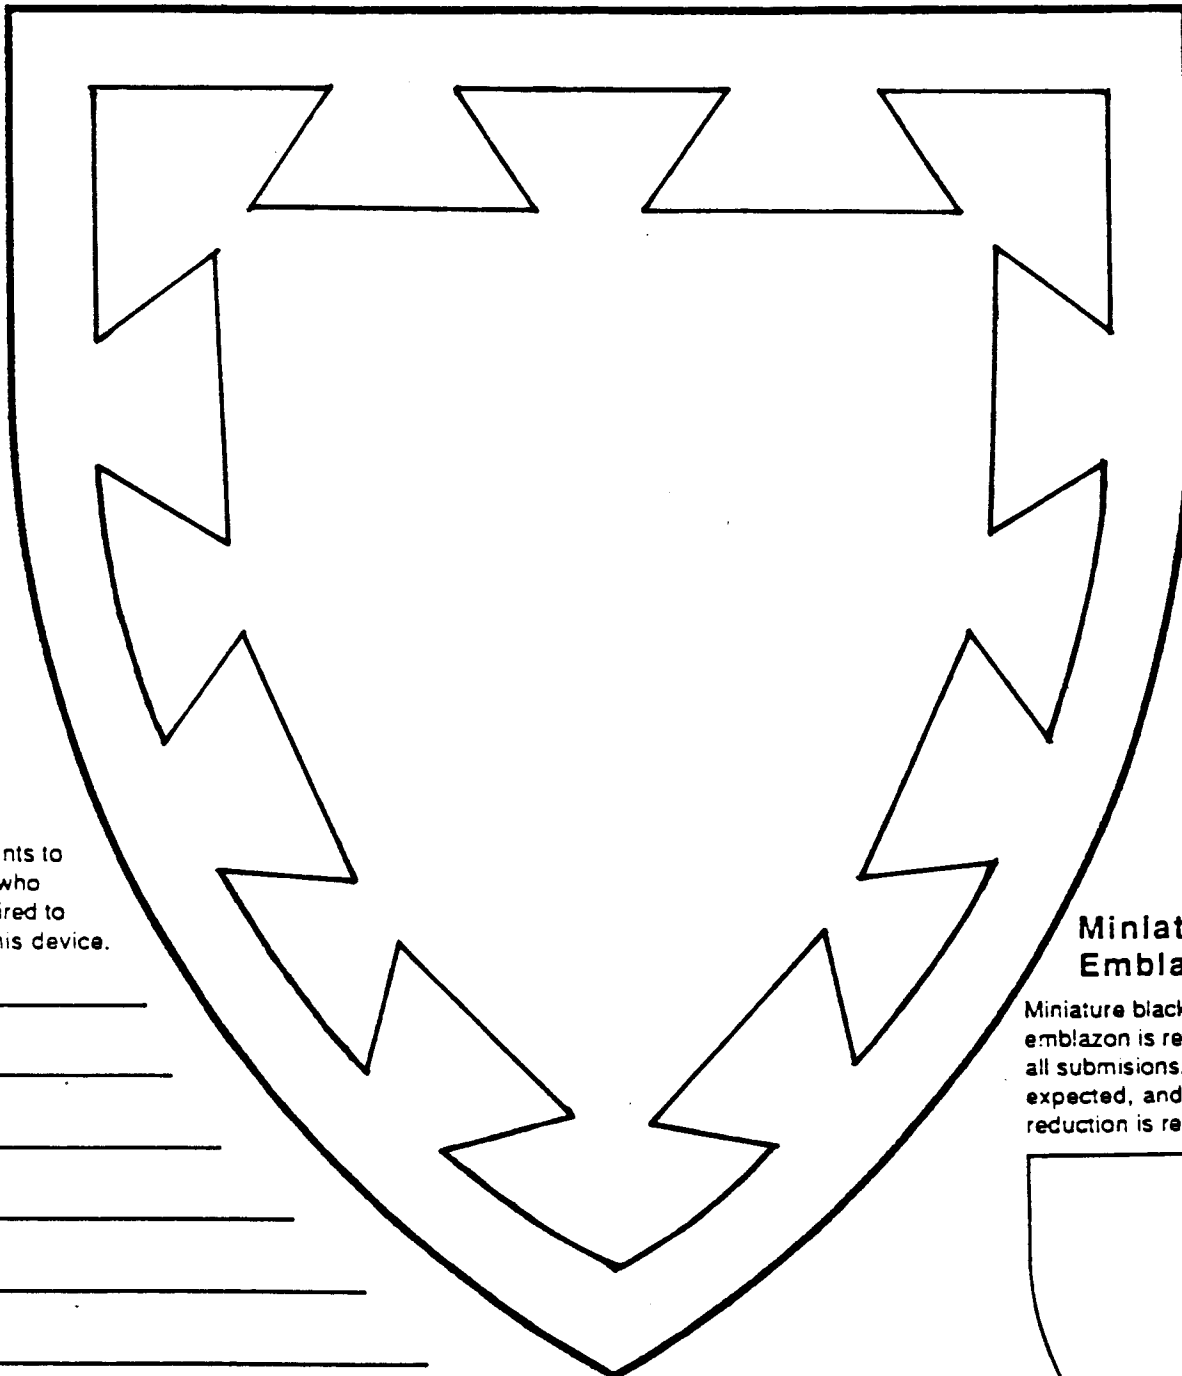 nts to
who
ired to
his device.
Miniat
Embla
Miniature black
emblazon is re
all submisions.
expected, and
reduction is re